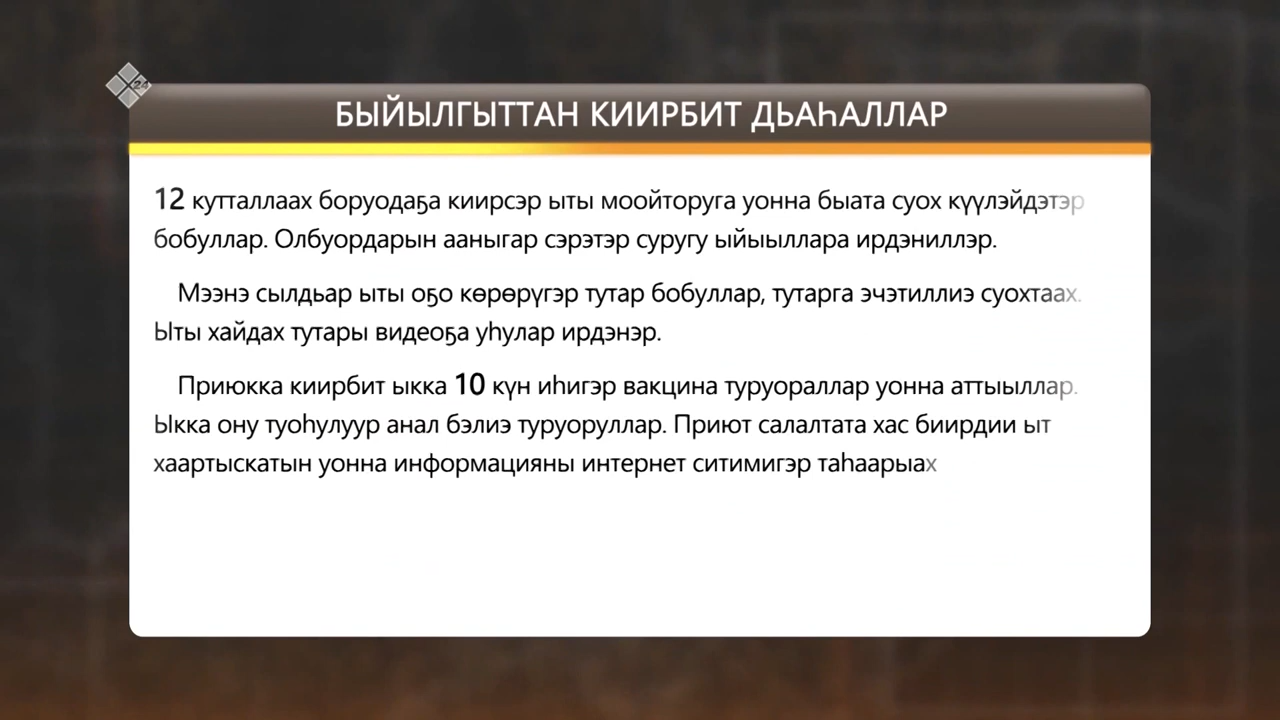 X24
БЫЙЫЛГЫТТАН КИИРБИТ ДЬАҺАЛЛАР
12 кутталлаах боруодаҕа киирсэр ыты моойторуга уонна быата суох күүлэйдэтэр
бобуллар. Олбуордарын ааныгар сэрэтэр суругу ыйыыллара ирдэниллэр.
Мээнэ сылдьар ыты оҕо көрөрүгэр тутар бобуллар, тутарга эчэтиллиэ суохтаах.
Ыты хайдах тутары видеоҕа уһулар ирдэнэр.
Приюкка киирбит ыкка 10 күн иһигэр вакцина туруораллар уонна аттыыллар.
Ыкка ону туоһулуур анал бэлиэ туруоруллар. Приют салалтата хас биирдии ыт
хаартыскатын уонна информацияны интернет ситимигэр таһаарыах